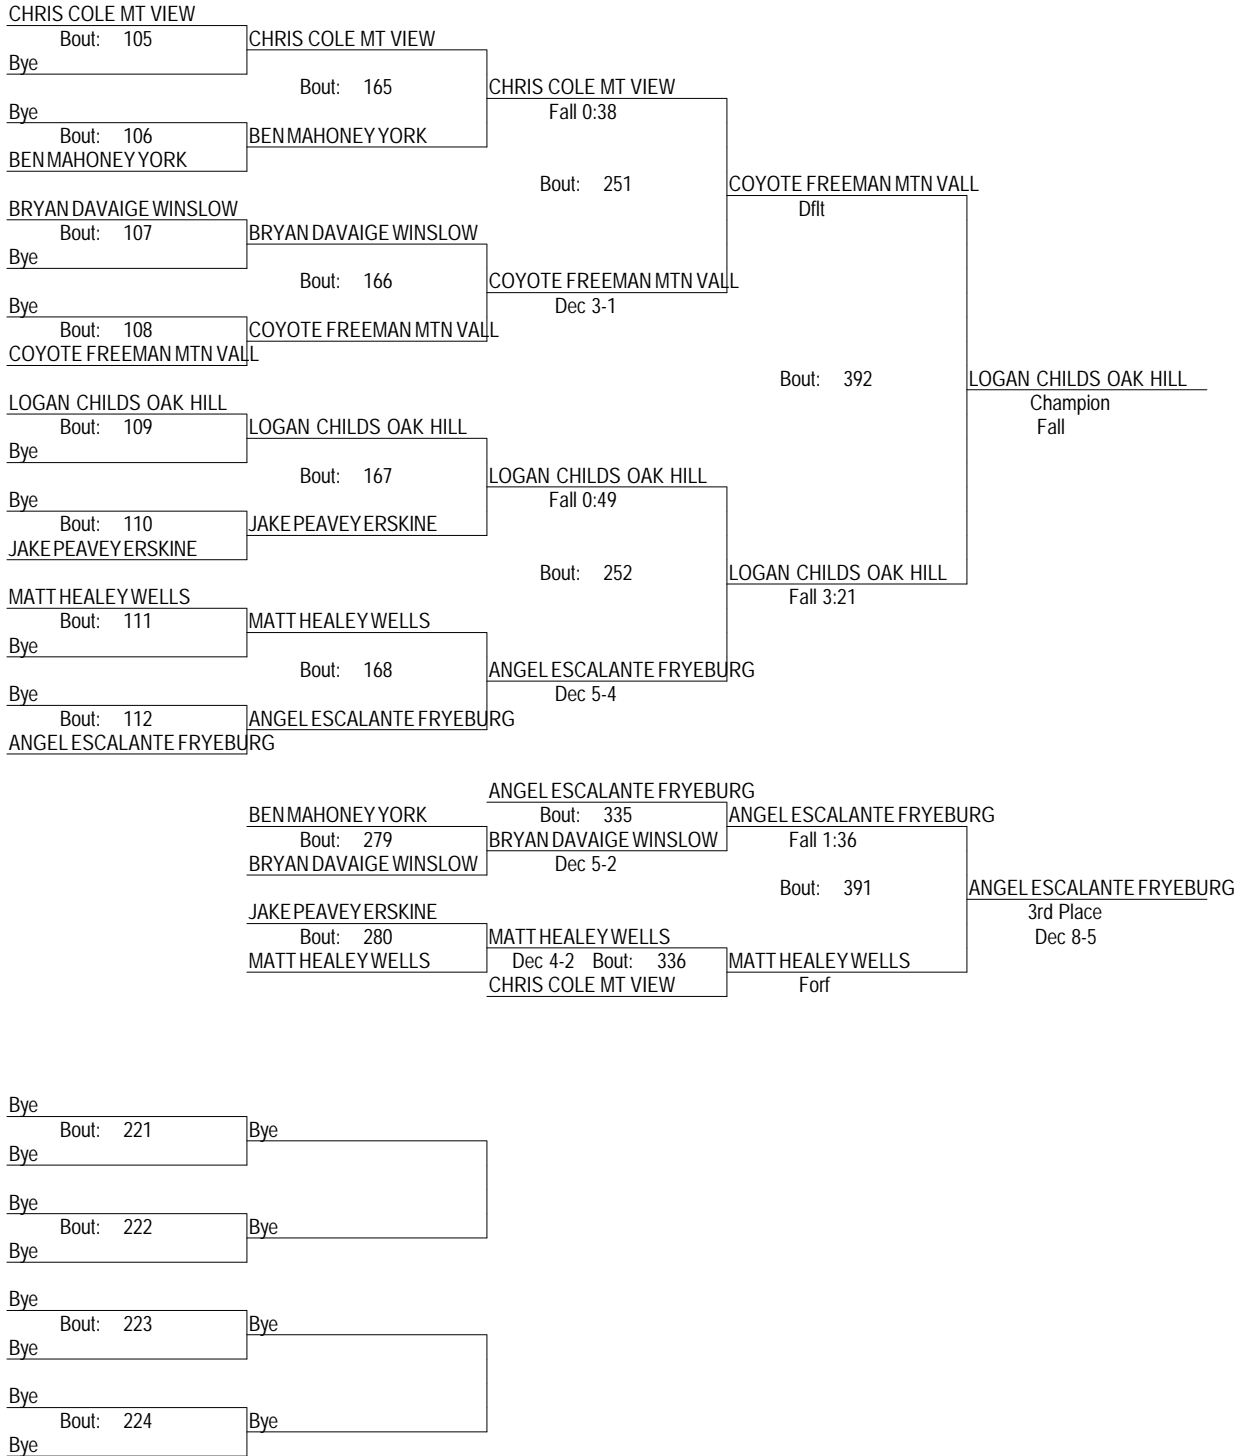 CHRIS COLE MT VIEW
Bout: 105 CHRIS COLE MT VIEW
Bye
Bout: 165 CHRIS COLE MT VIEW
Bye Fall 0:38
Bout: 106 BEN MAHONEY YORK
BEN MAHONEY YORK
Bout: 251 COYOTE FREEMAN MTN VALL
BRYAN DAVAIGE WINSLOW Dflt
Bout: 107 BRYAN DAVAIGE WINSLOW
Bye
Bout: 166 COYOTE FREEMAN MTN VALL
Bye Dec 3-1
Bout: 108 COYOTE FREEMAN MTN VALL
COYOTE FREEMAN MTN VALL
Bout: 392 LOGAN CHILDS OAK HILL
LOGAN CHILDS OAK HILL Champion
Bout: 109 LOGAN CHILDS OAK HILL Fall
Bye
Bout: 167 LOGAN CHILDS OAK HILL
Bye Fall 0:49
Bout: 110 JAKE PEAVEY ERSKINE
JAKE PEAVEY ERSKINE
Bout: 252 LOGAN CHILDS OAK HILL
MATT HEALEY WELLS Fall 3:21
Bout: 111 MATT HEALEY WELLS
Bye
Bout: 168 ANGEL ESCALANTE FRYEBURG
Bye Dec 5-4
Bout: 112 ANGEL ESCALANTE FRYEBURG
ANGEL ESCALANTE FRYEBURG
ANGEL ESCALANTE FRYEBURG
BEN MAHONEY YORK Bout: 335 ANGEL ESCALANTE FRYEBURG
Bout: 279 BRYAN DAVAIGE WINSLOW Fall 1:36
BRYAN DAVAIGE WINSLOW Dec 5-2
Bout: 391 ANGEL ESCALANTE FRYEBURG
JAKE PEAVEY ERSKINE 3rd Place
Bout: 280 MATT HEALEY WELLS Dec 8-5
MATT HEALEY WELLS Dec 4-2 Bout: 336 MATT HEALEY WELLS
CHRIS COLE MT VIEW Forf
Bye
Bout: 221 Bye
Bye
Bye
Bout: 222 Bye
Bye
Bye
Bout: 223 Bye
Bye
Bye
Bout: 224 Bye
Bye